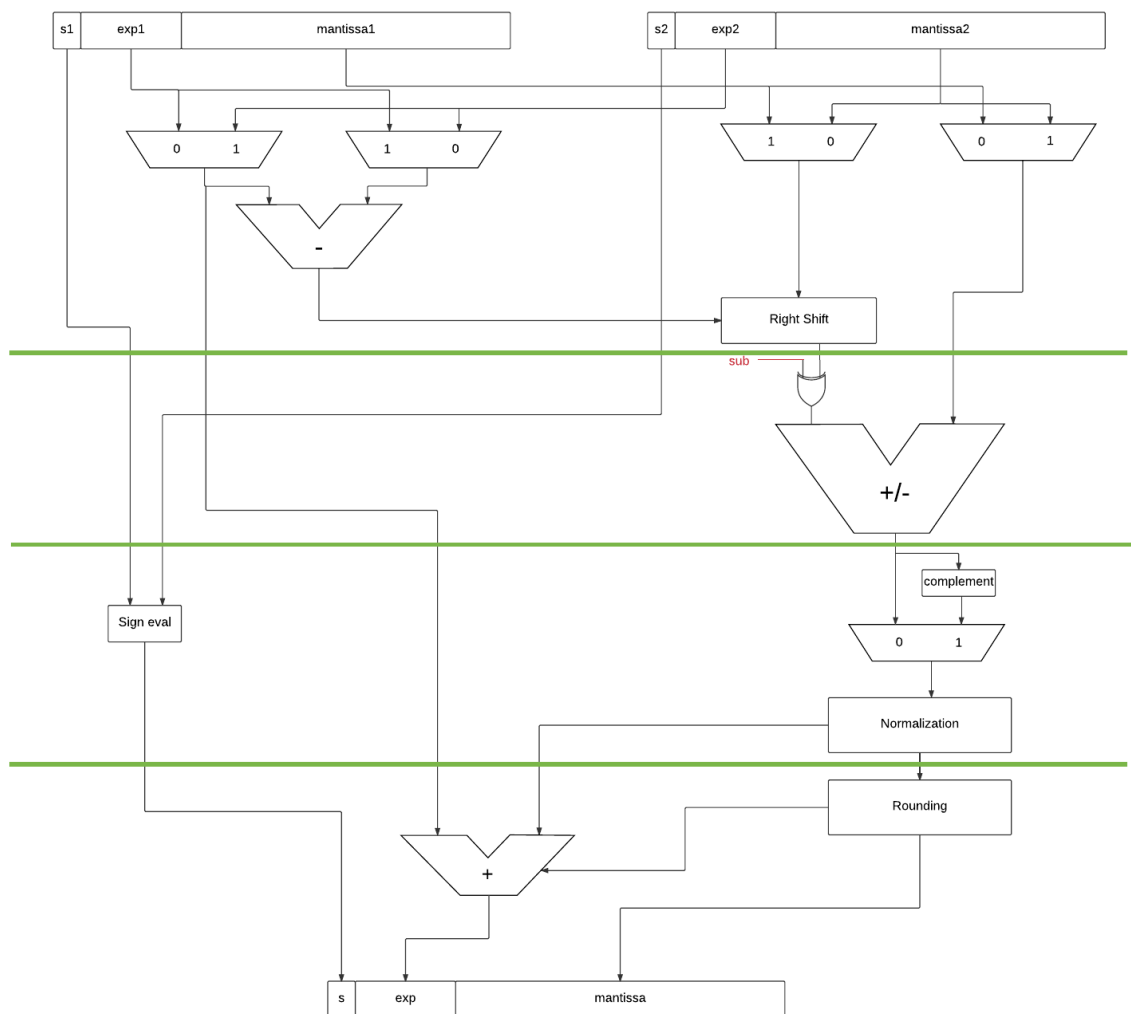 s1 exp1 mantissa1 s2 exp2 mantissa2
0 1 1 0 1 0 0 1
-
Right Shift
sub
+/-
complement
Sign eval
0 1
Normalization
Rounding
+
s exp mantissa